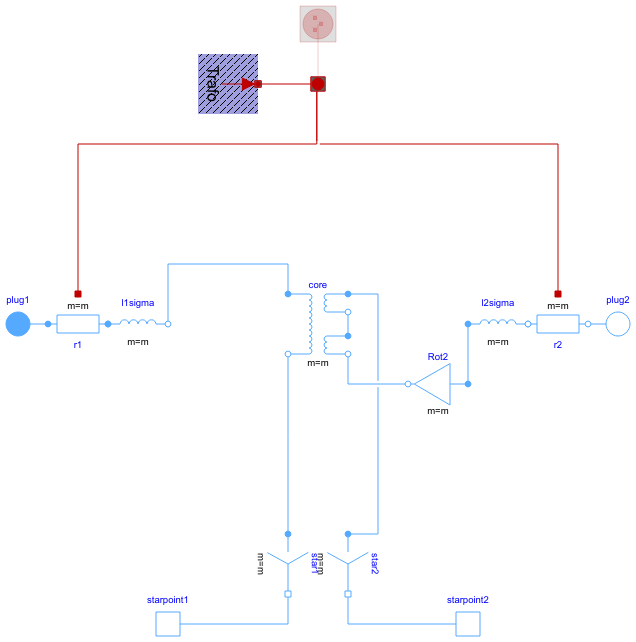 Trafo
plug1
m=m
r1
l1sigma
m=m
core
m=m
l2sigma
m=m
m=m
r2
plug2
Rot2
m=m
m=m
star1
m=m
star2
starpoint1
starpoint2